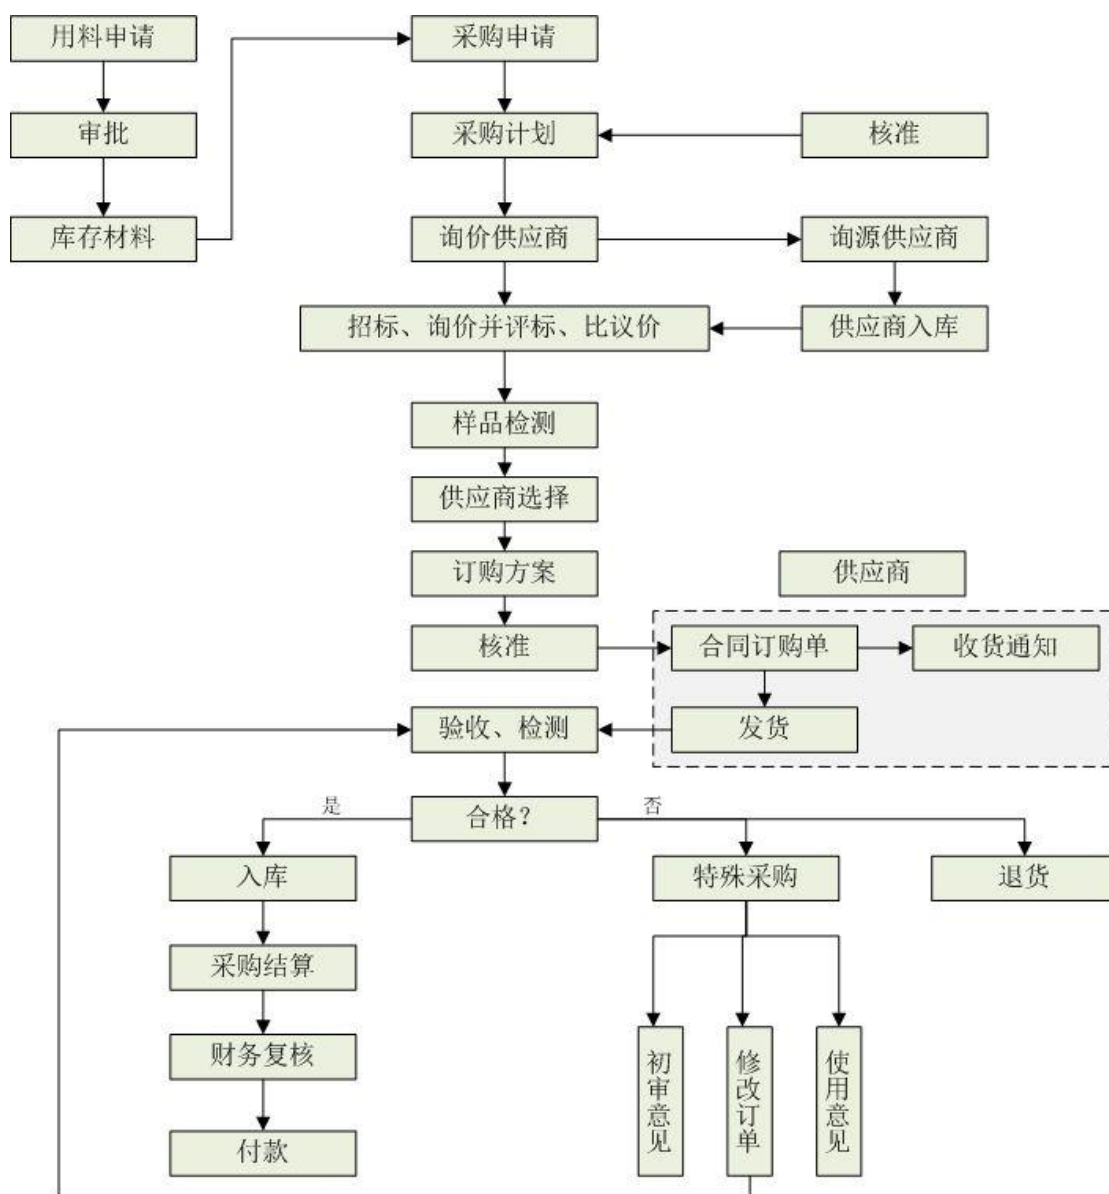 用料申请
采购申请
审批
采购计划
核准
库存材料
询价供应商
询源供应商
招标、询价并评标、比议价
供应商入库
样品检测
供应商选择
订购方案
供应商
核准
合同订购单
收货通知
验收、检测
发货
是
合格?
否
入库
特殊采购
退货
采购结算
财务复核
付款
初审意见
修改订单
使用意见